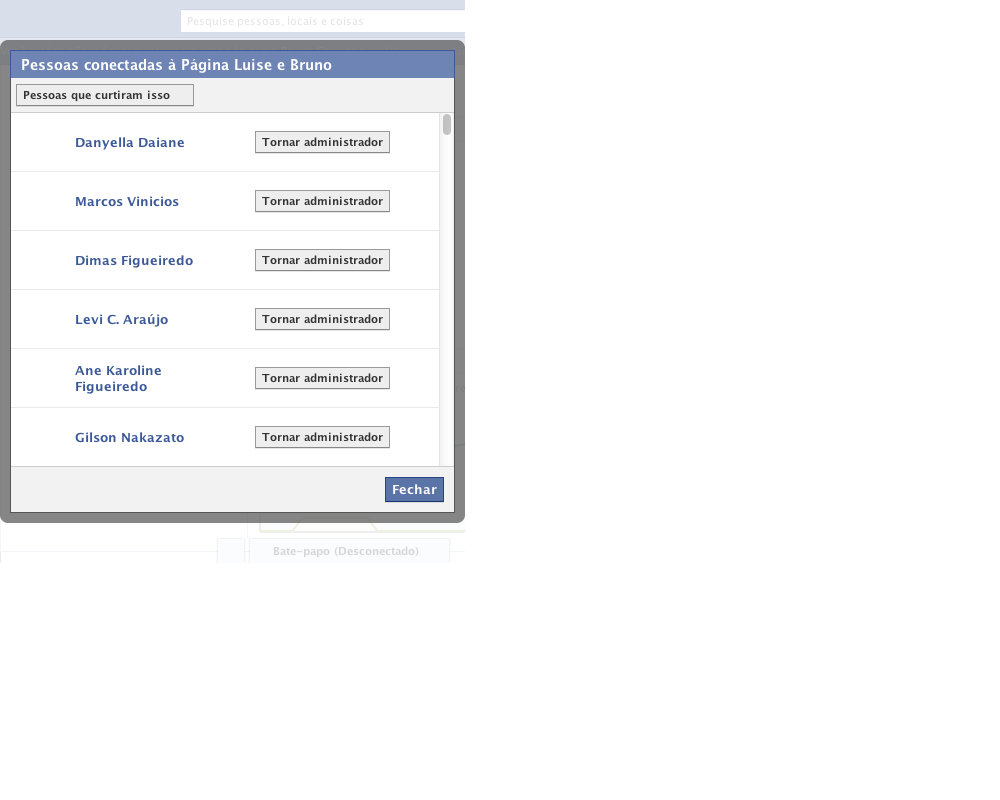 Pesquise pessoas, locais e coisas
Pessoas conectadas à Página Luise e Bruno
Pessoas que curtiram isso
Danyella Daiane
Tornar administrador
Marcos Vinicios
Tornar administrador
Dimas Figueiredo
Tornar administrador
Levi C. Araújo
Tornar administrador
Ane Karoline
Figueiredo
Tornar administrador
Gilson Nakazato
Tornar administrador
Fechar
Bate-papo (Desconectado)